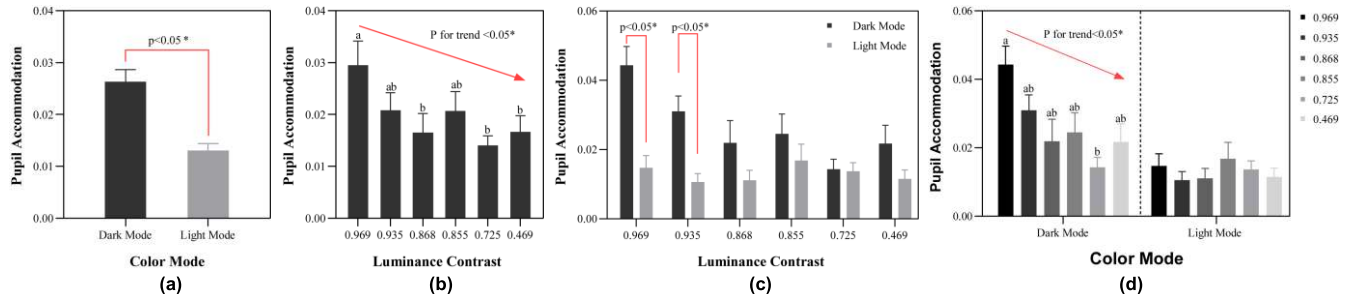 0.04
0.03
0.02
0.01
0.00
Pupil Accommodation
p<0.05 *
Dark Mode Light Mode
Color Mode
(a)
0.04
0.03
0.02
0.01
0.00
Pupil Accommodation
P for trend <0.05*
a
ab
b
ab
b
b
0.969 0.935 0.868 0.855 0.725 0.469
Luminance Contrast
(b)
0.06
0.04
0.02
0.00
Pupil Accommodation
p<0.05* p<0.05*
Dark Mode
Light Mode
0.969 0.935 0.868 0.855 0.725 0.469
Luminance Contrast
(c)
0.06
0.04
0.02
0.00
Pupil Accommodation
P for trend<0.05*
a
ab
ab
ab
b
ab
Dark Mode Light Mode
Color Mode
(d)
0.969
0.935
0.868
0.855
0.725
0.469